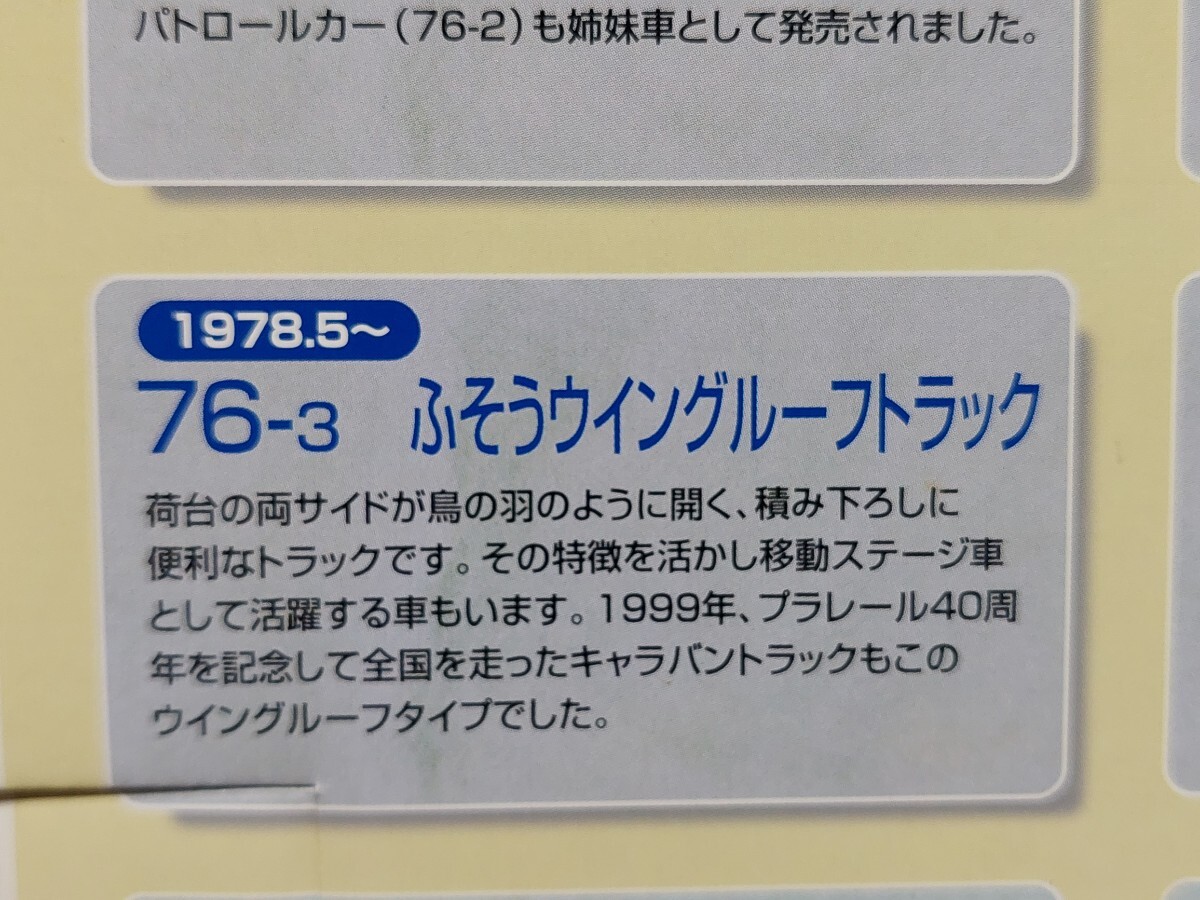 パトロールカー(76-2)も姉妹車として発売されました。
1978.5〜
76-3 ふそうウイングルーフトラック
荷台の両サイドが鳥の羽のように開く、積み下ろしに
便利なトラックです。その特徴を活かし移動ステージ車
として活躍する車もいます。1999年、プラレール40周
年を記念して全国を走ったキャラバントラックもこの
ウイングルーフタイプでした。